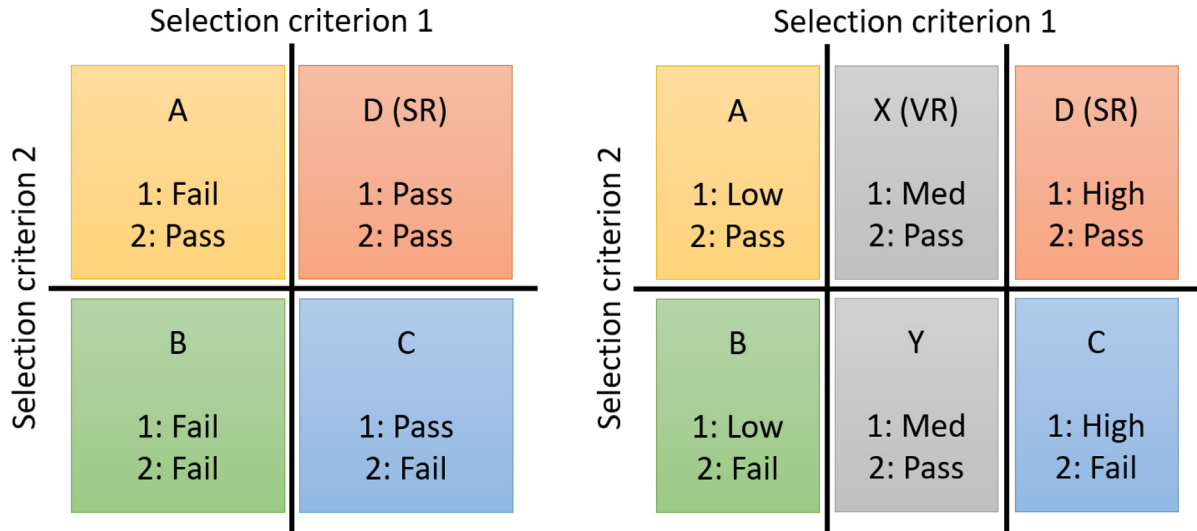 Selection criterion 1
Selection criterion 2
A
1: Fail
2: Pass
D (SR)
1: Pass
2: Pass
B
1: Fail
2: Fail
C
1: Pass
2: Fail
Selection criterion 1
Selection criterion 2
A
1: Low
2: Pass
X (VR)
1: Med
2: Pass
D (SR)
1: High
2: Pass
B
1: Low
2: Fail
Y
1: Med
2: Pass
C
1: High
2: Fail